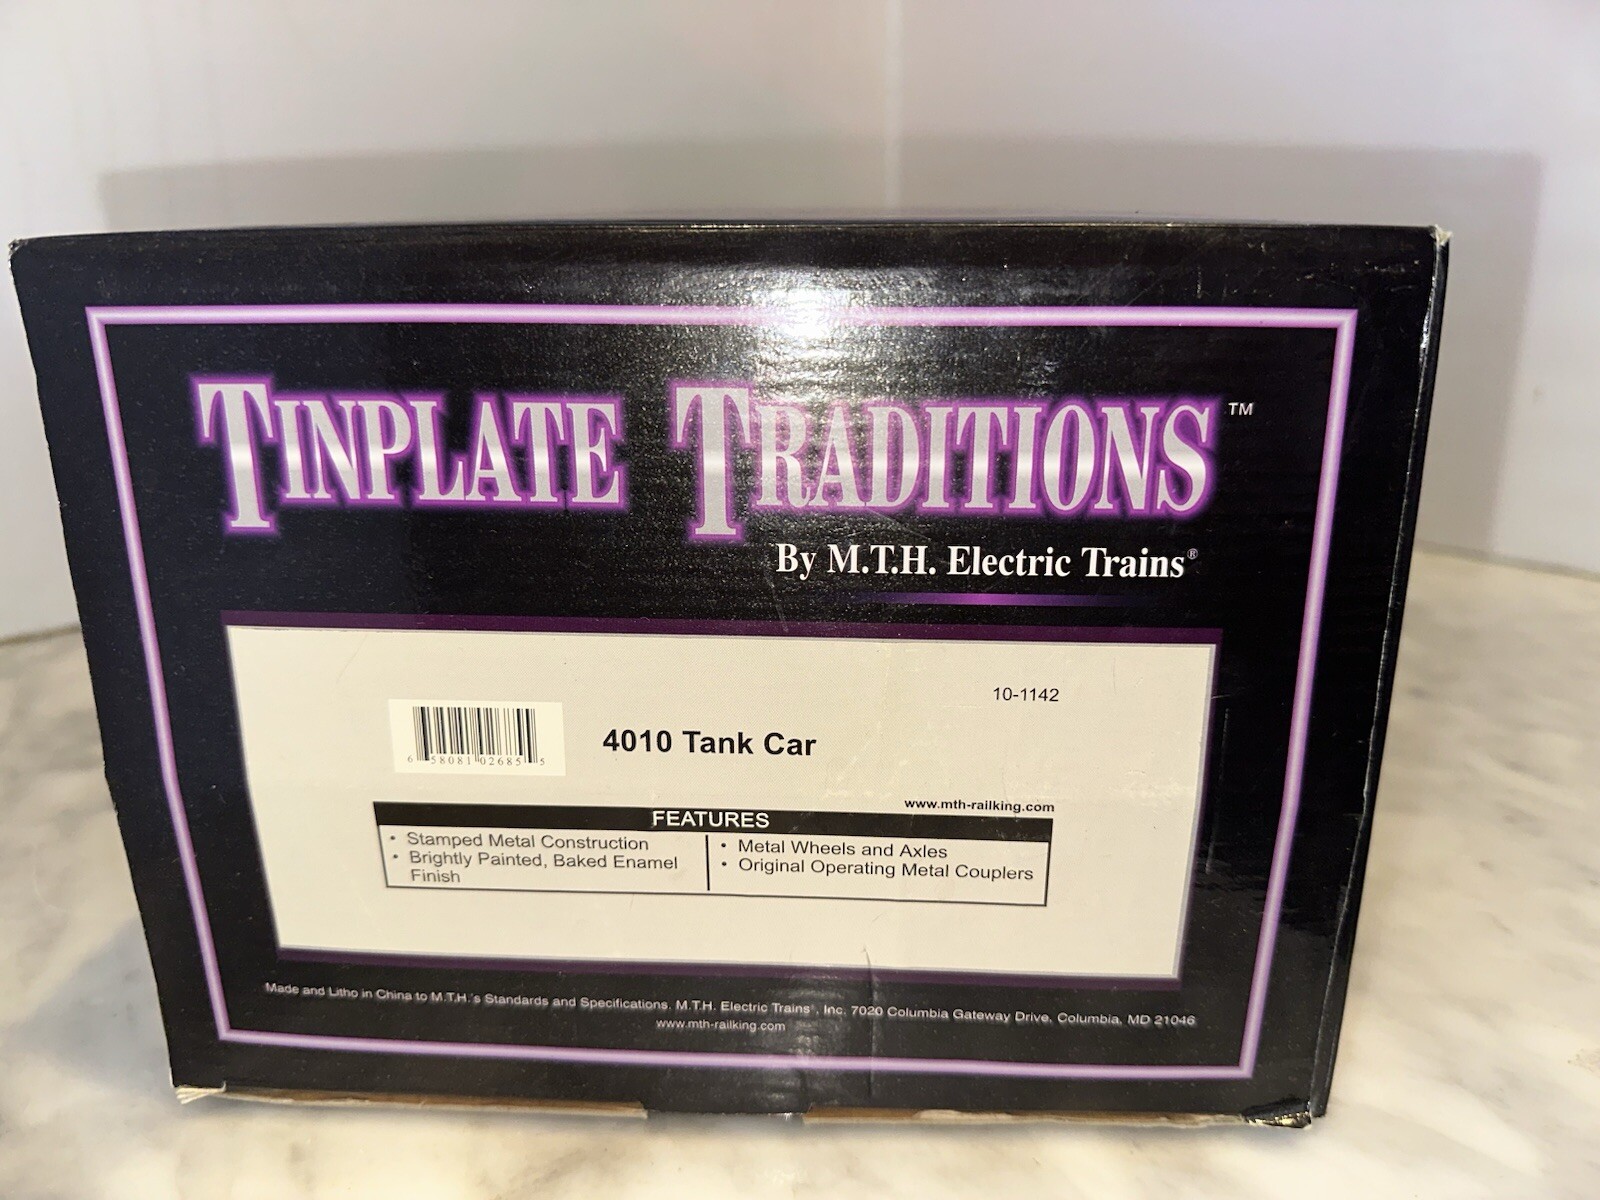 TINPLATE TRADITIONS™
By M.T.H. Electric Trains®
10-1142
4010 Tank Car
6 58081 02685 5
www.mth-railking.com
FEATURES
• Stamped Metal Construction
• Brightly Painted, Baked Enamel
Finish
• Metal Wheels and Axles
• Original Operating Metal Couplers
Made and Litho in China to M.T.H.'s Standards and Specifications. M.T.H. Electric Trains®, Inc. 7020 Columbia Gateway Drive, Columbia, MD 21046
www.mth-railking.com